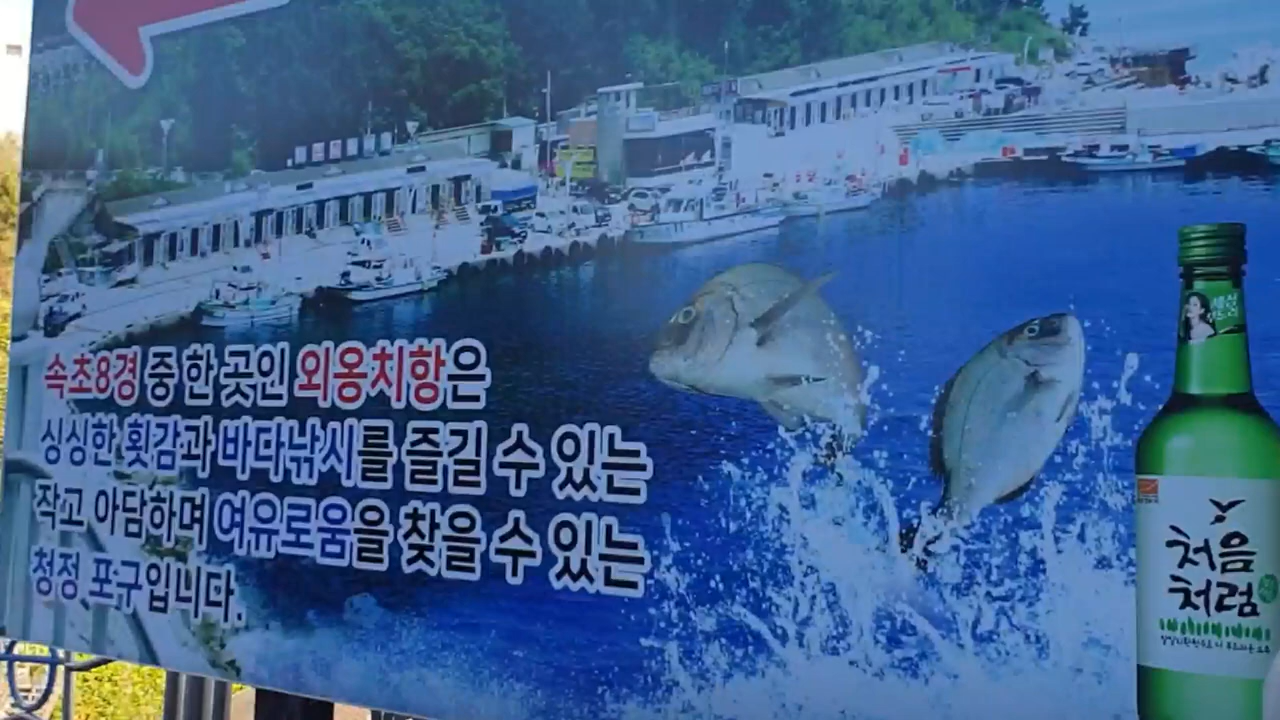 속초8경 중 한 곳인 외옹치항은
싱싱한 횟감과 바다낚시를 즐길 수 있는
작고 아담하며 여유로움을 찾을 수 있는
청정 포구입니다.
처음
처럼